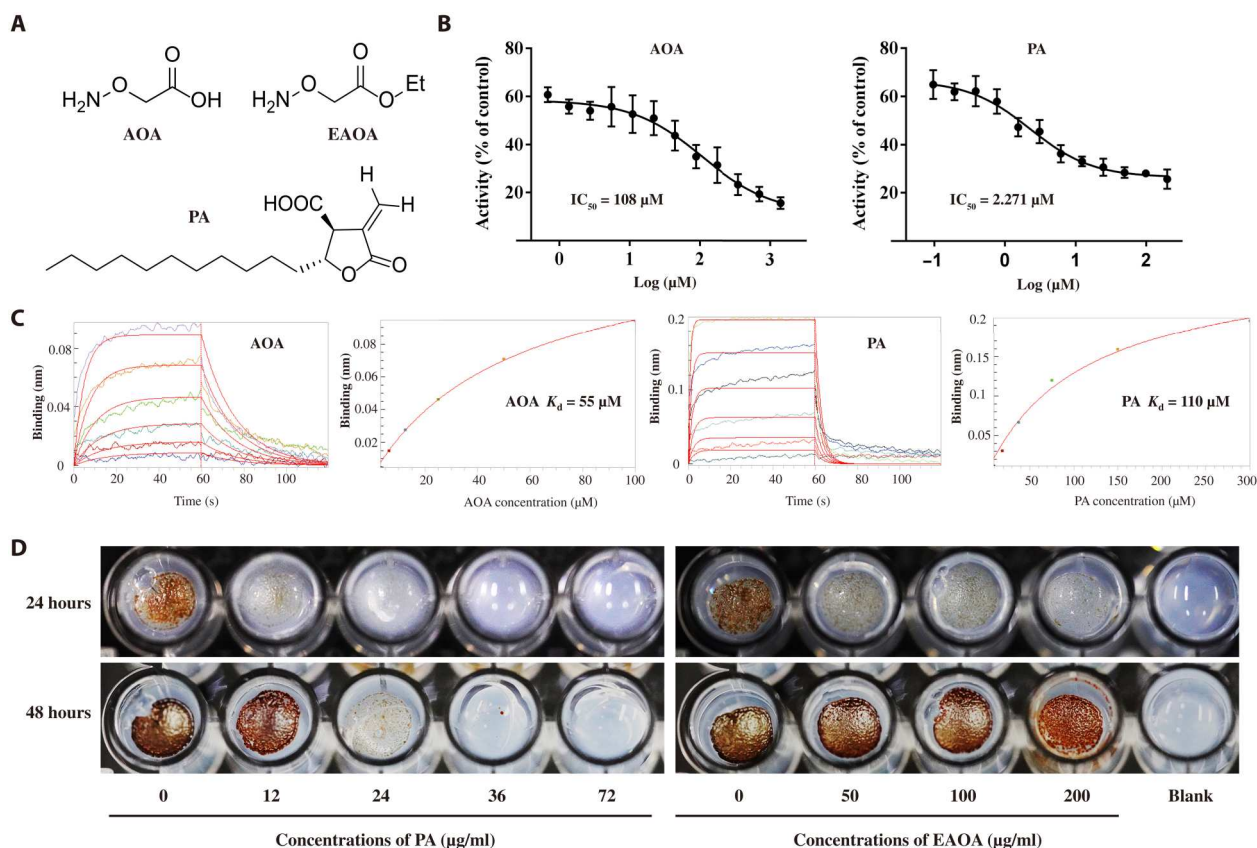 A
O
O
H₂N
OH
AOA
O
O
Et
H₂N
O
EAOA
PA
HOOC
H
H
O
O
B
AOA
Activity (% of control)
80
60
40
20
IC₅₀ = 108 µM
0
1
2
3
Log (µM)
PA
Activity (% of control)
80
60
40
20
IC₅₀ = 2.271 µM
−1
0
1
2
Log (µM)
C
AOA
Binding (nm)
0.08
0.04
0
0
20
40
60
80
100
Time (s)
Binding (nm)
0.08
0.06
0.04
0.02
AOA Kd = 55 µM
20
40
60
80
100
AOA concentration (µM)
PA
Binding (nm)
0.2
0.1
0
0
20
40
60
80
100
Time (s)
Binding (nm)
0.2
0.15
0.1
0.05
PA Kd = 110 µM
50
100
150
200
250
300
PA concentration (µM)
D
24 hours
48 hours
0 12 24 36 72
0 50 100 200 Blank
Concentrations of PA (µg/ml)
Concentrations of EAOA (µg/ml)